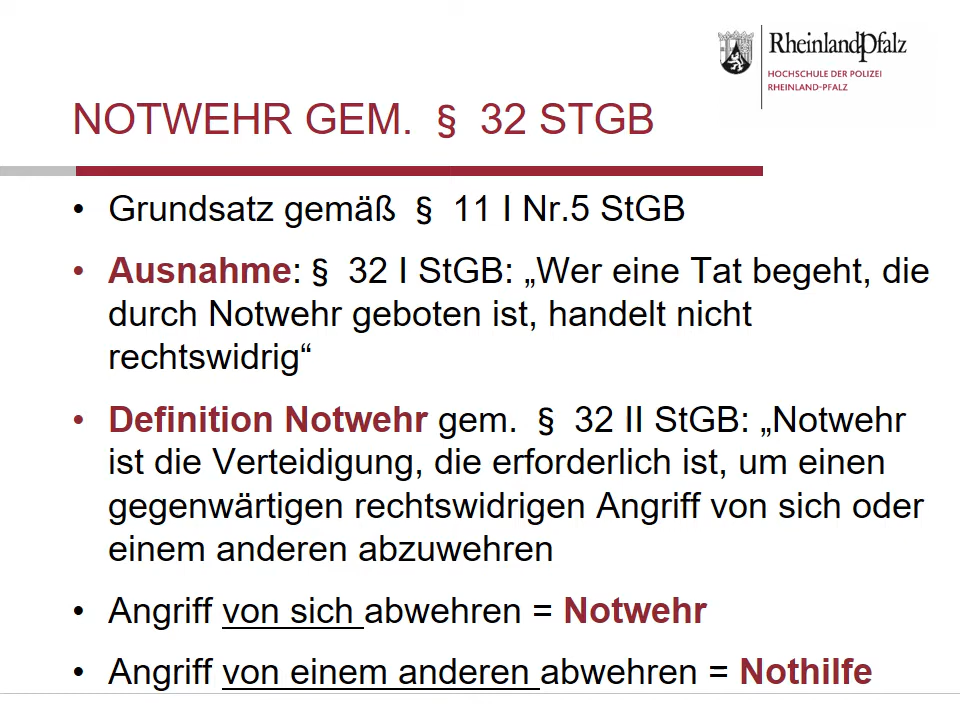 Rheinlandpfalz
HOCHSCHULE DER POLIZEI
RHEINLAND-PFALZ
NOTWEHR GEM. § 32 STGB
• Grundsatz gemäß § 11 I Nr.5 StGB
• Ausnahme: § 32 I StGB: „Wer eine Tat begeht, die
durch Notwehr geboten ist, handelt nicht
rechtswidrig“
• Definition Notwehr gem. § 32 II StGB: „Notwehr
ist die Verteidigung, die erforderlich ist, um einen
gegenwärtigen rechtswidrigen Angriff von sich oder
einem anderen abzuwehren
• Angriff von sich abwehren = Notwehr
• Angriff von einem anderen abwehren = Nothilfe